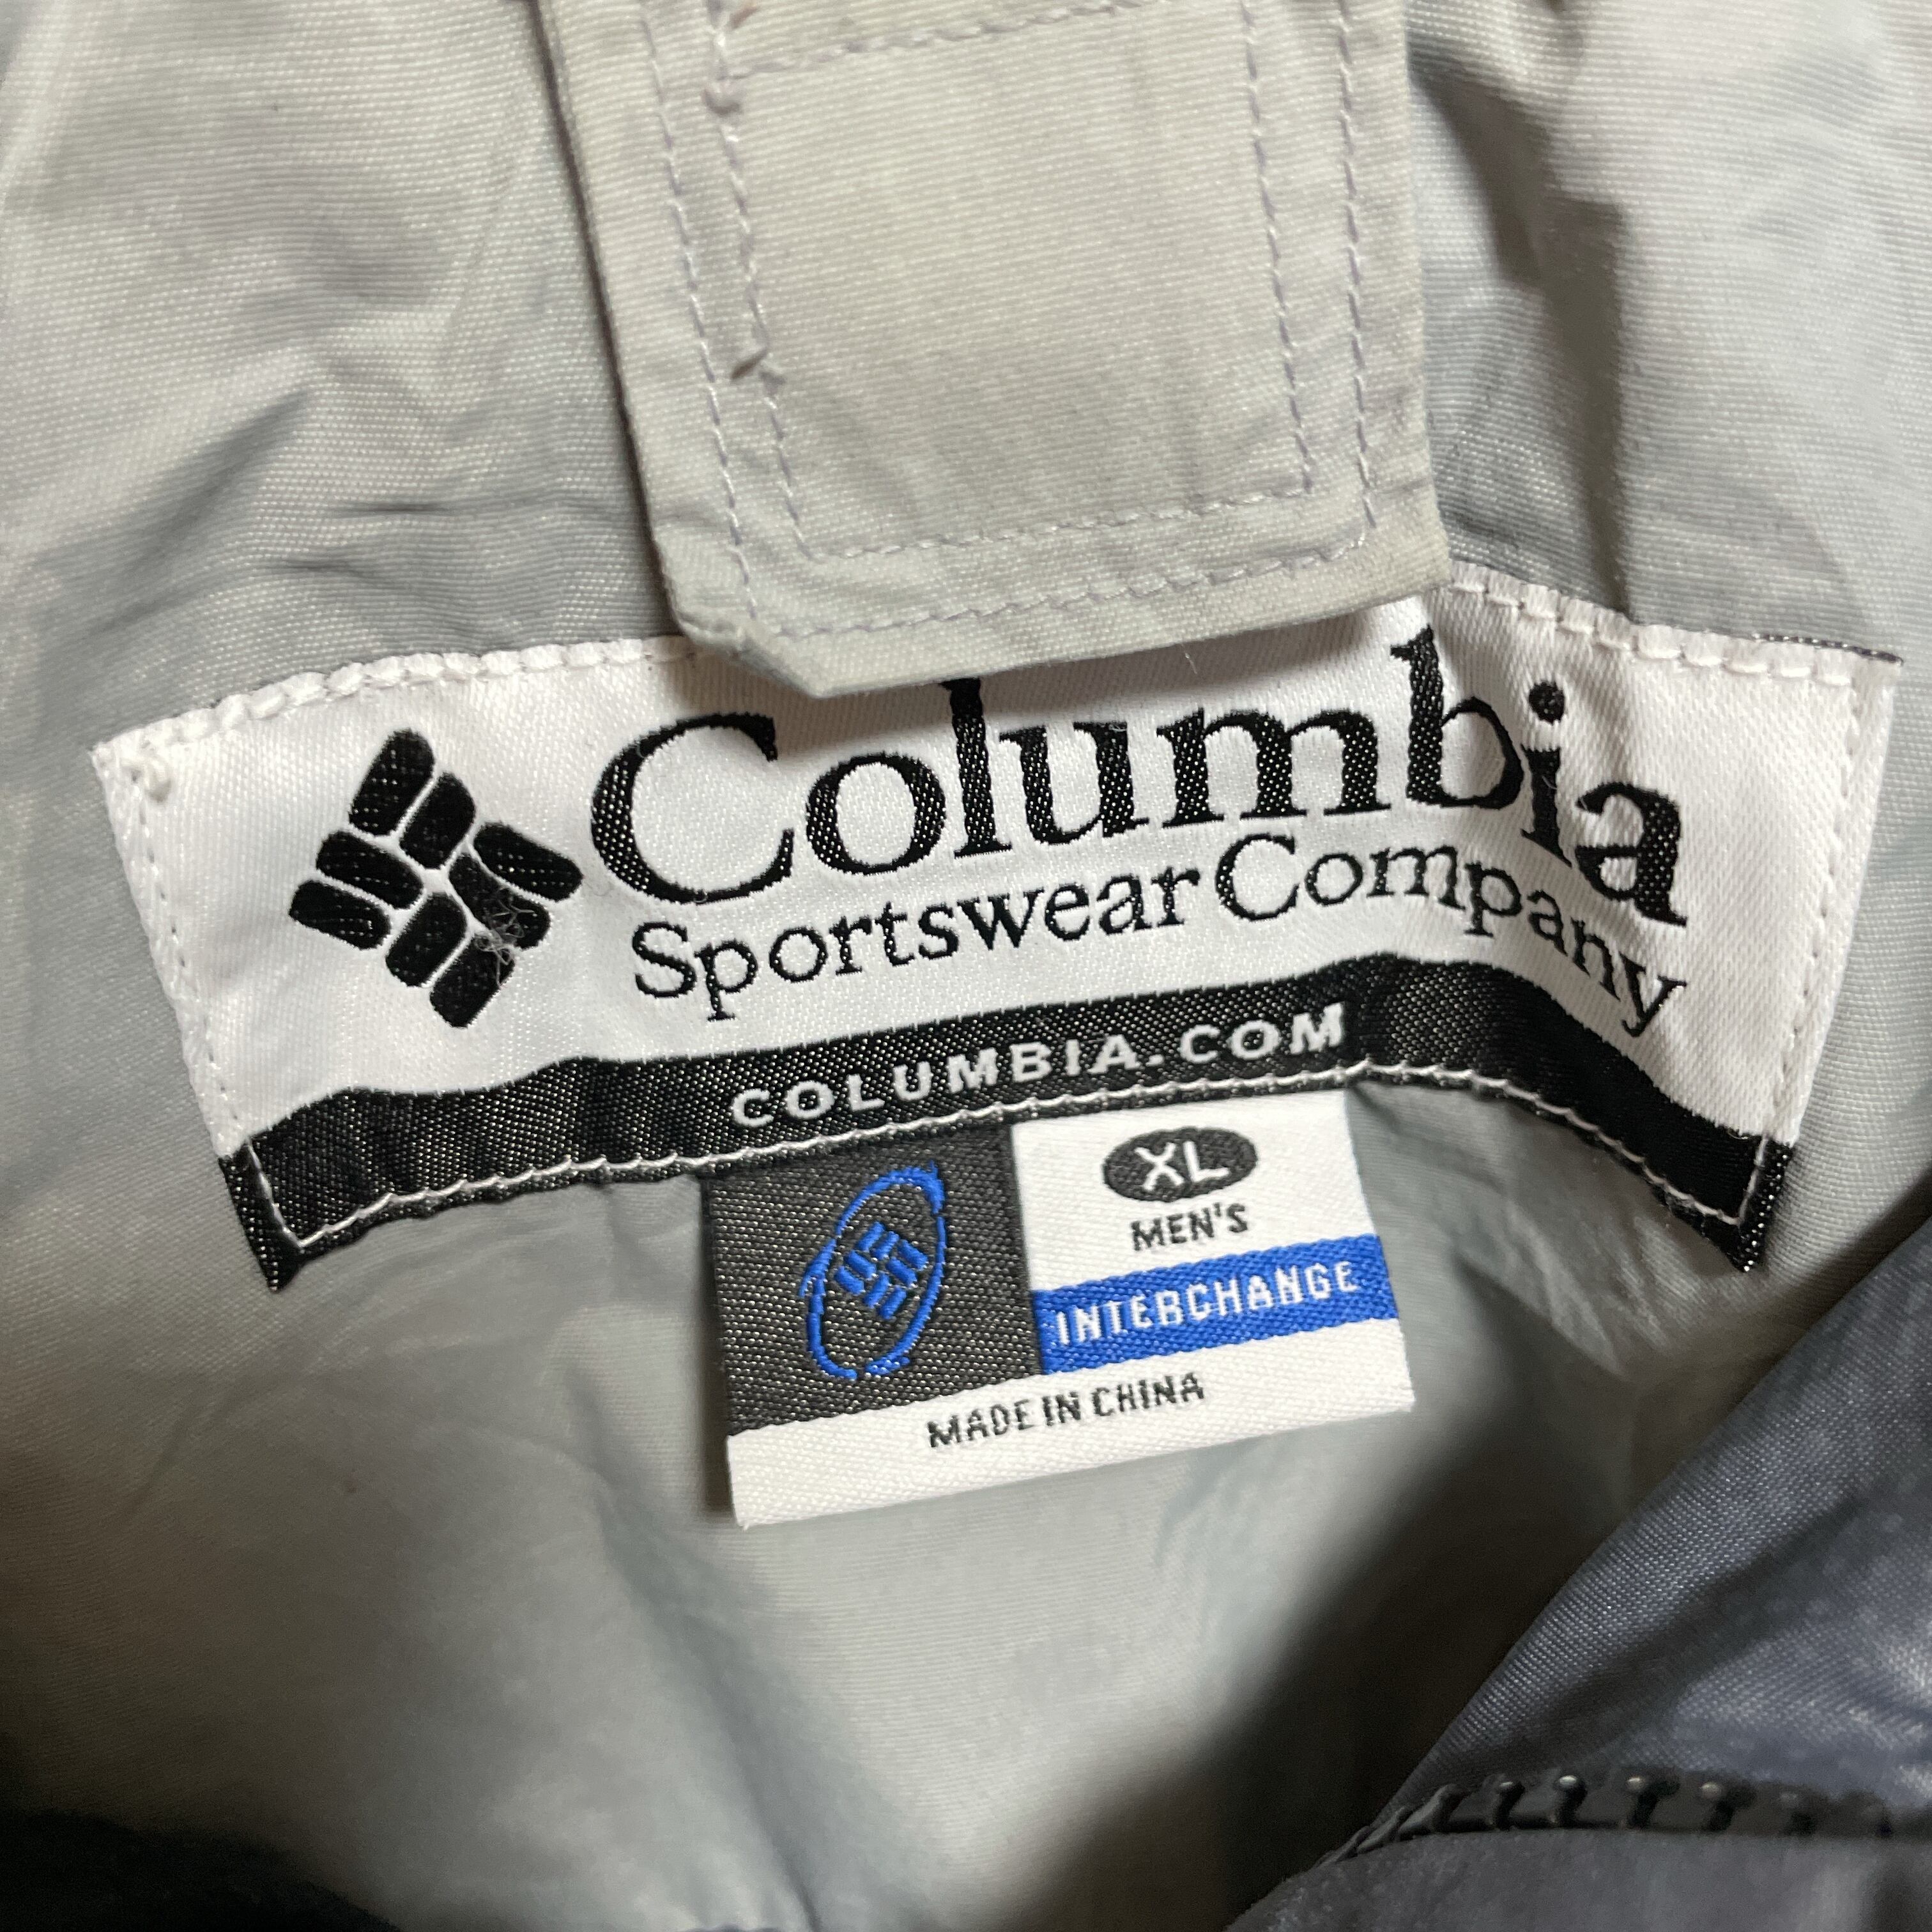 Columbia
Sportswear Company
COLUMBIA.COM
XL
MEN'S
INTERCHANGE
MADE IN CHINA